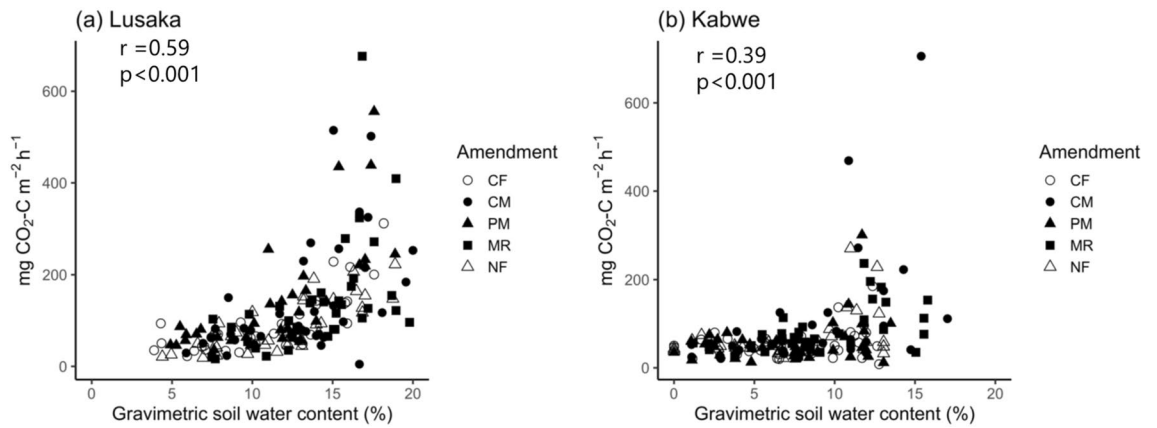 (a) Lusaka
r =0.59
p<0.001
600
400
200
0
mg CO₂-C m⁻² h⁻¹
0 5 10 15 20
Gravimetric soil water content (%)
Amendment
CF
CM
PM
MR
NF
(b) Kabwe
r =0.39
p<0.001
600
400
200
0
mg CO₂-C m⁻² h⁻¹
0 5 10 15 20
Gravimetric soil water content (%)
Amendment
CF
CM
PM
MR
NF